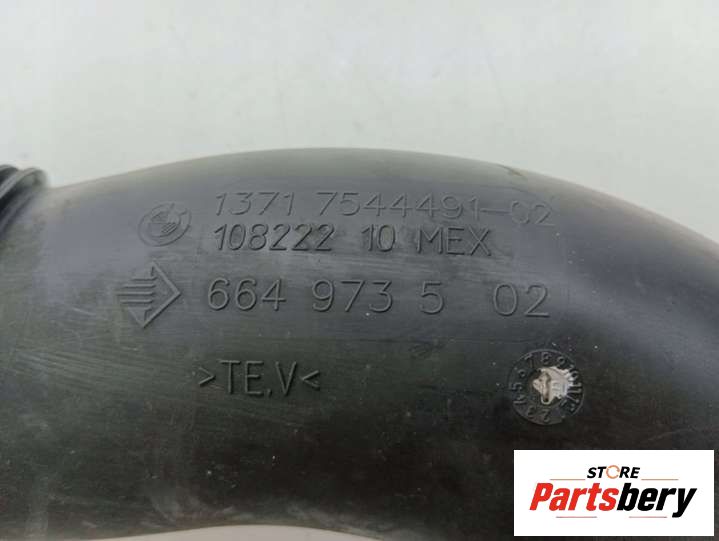 1371 7544491-02
108222 10 MEX
664 973 5 02
>TE.V<
STORE
Partsbery